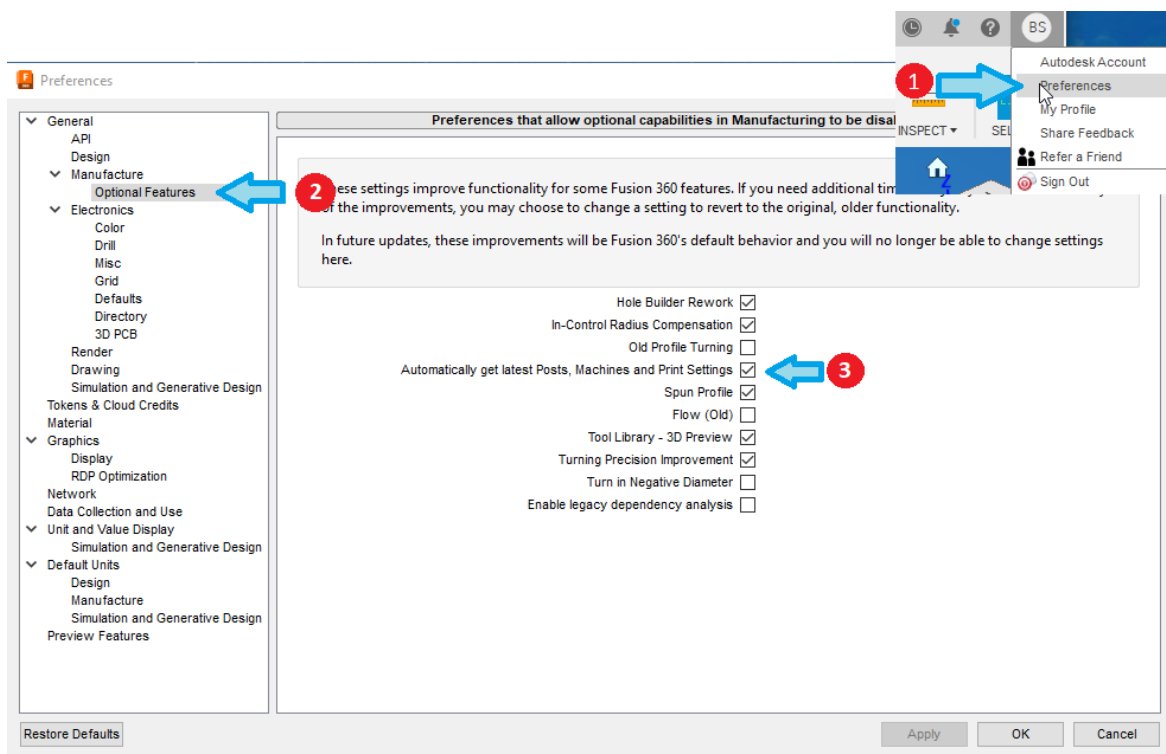 BS
Autodesk Account
1
Preferences
My Profile
Share Feedback
Refer a Friend
Sign Out
INSPECT
SEL
Z
Preferences
General
API
Design
Manufacture
Optional Features
2
Electronics
Color
Drill
Misc
Grid
Defaults
Directory
3D PCB
Render
Drawing
Simulation and Generative Design
Tokens & Cloud Credits
Material
Graphics
Display
RDP Optimization
Network
Data Collection and Use
Unit and Value Display
Simulation and Generative Design
Default Units
Design
Manufacture
Simulation and Generative Design
Preview Features
Preferences that allow optional capabilities in Manufacturing to be disa
hese settings improve functionality for some Fusion 360 features. If you need additional tim
of the improvements, you may choose to change a setting to revert to the original, older functionality.
In future updates, these improvements will be Fusion 360's default behavior and you will no longer be able to change settings
here.
Hole Builder Rework
In-Control Radius Compensation
Old Profile Turning
Automatically get latest Posts, Machines and Print Settings
3
Spun Profile
Flow (Old)
Tool Library - 3D Preview
Turning Precision Improvement
Turn in Negative Diameter
Enable legacy dependency analysis
Restore Defaults
Apply
OK
Cancel